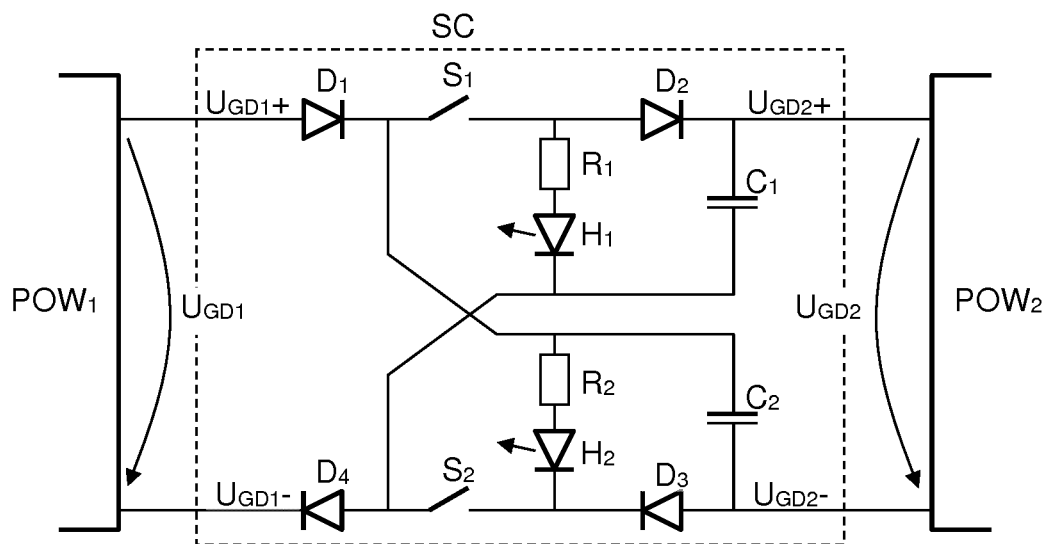 SC
D1
S1
D2
UGD1+
UGD2+
R1
C1
H1
POW1
UGD1
UGD2
POW2
R2
C2
H2
D4
S2
D3
UGD1-
UGD2-